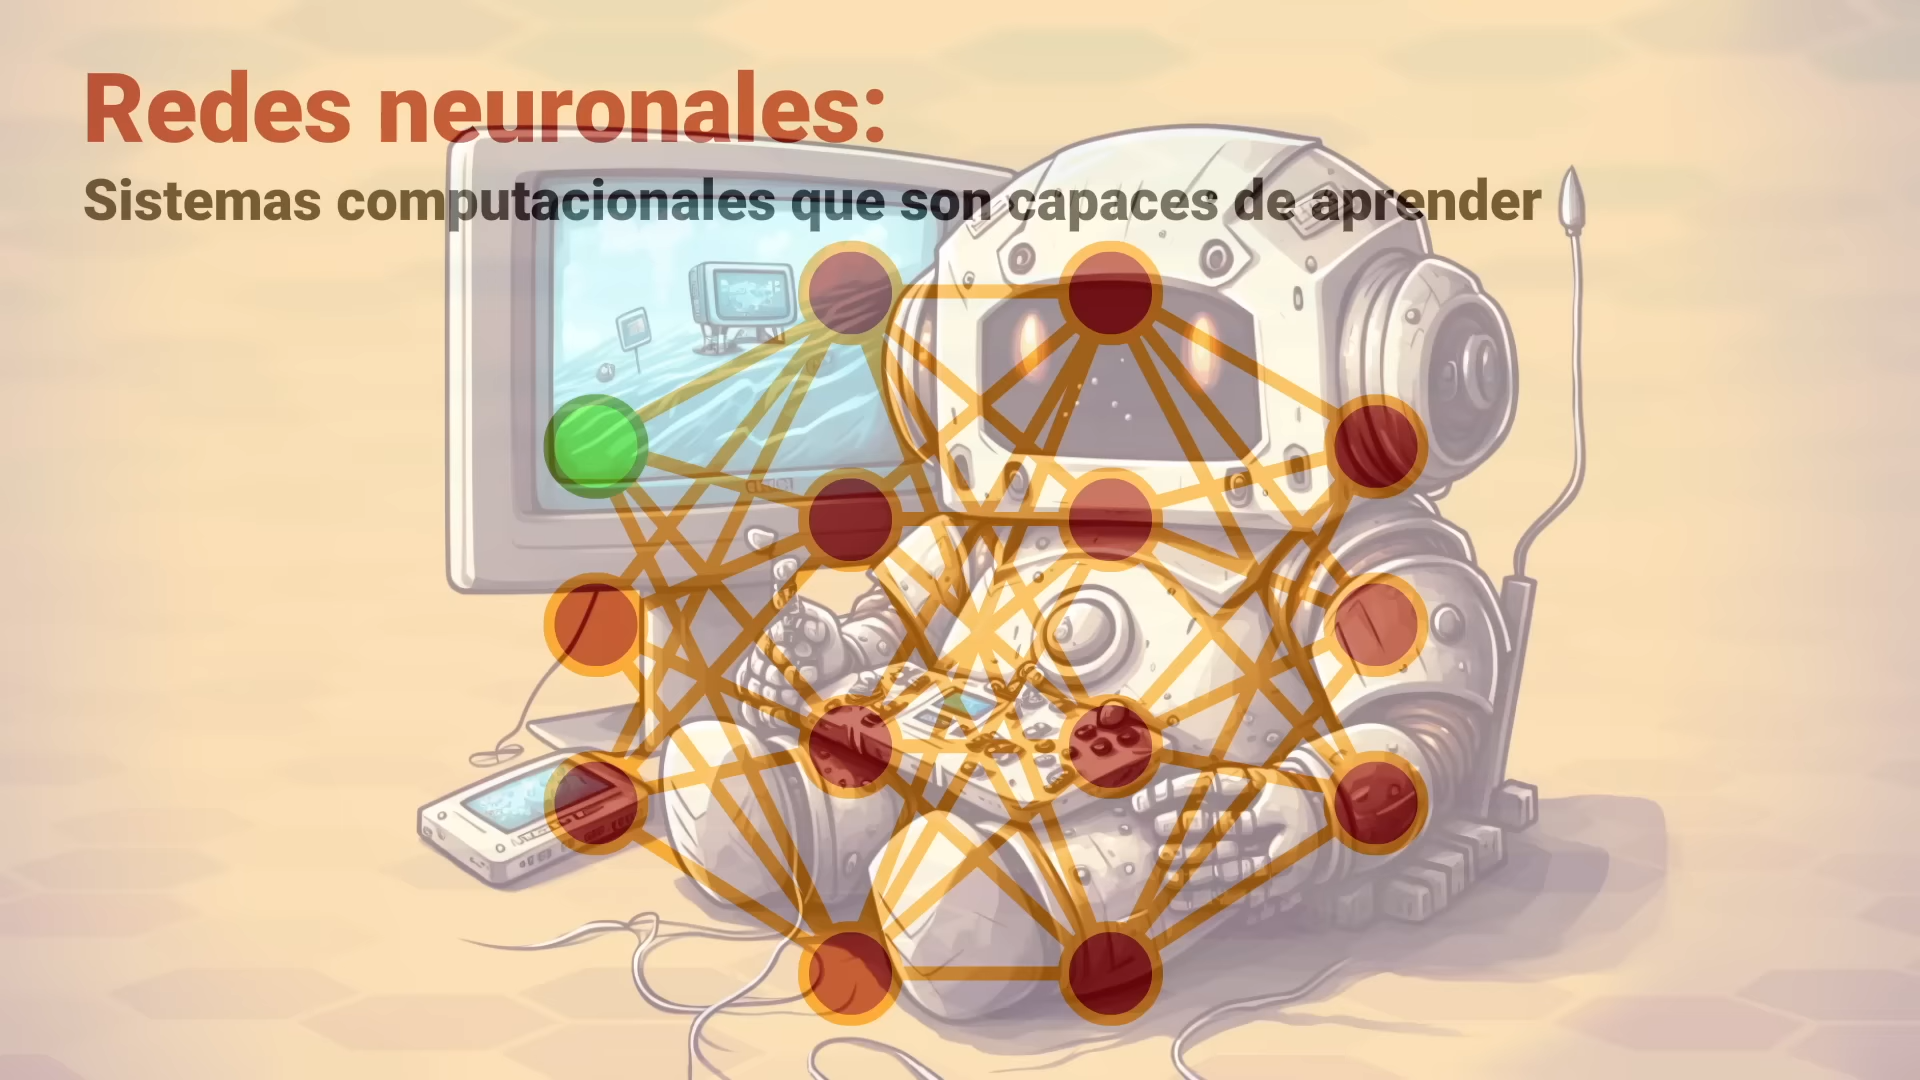 Redes neuronales:
Sistemas computacionales que son capaces de aprender